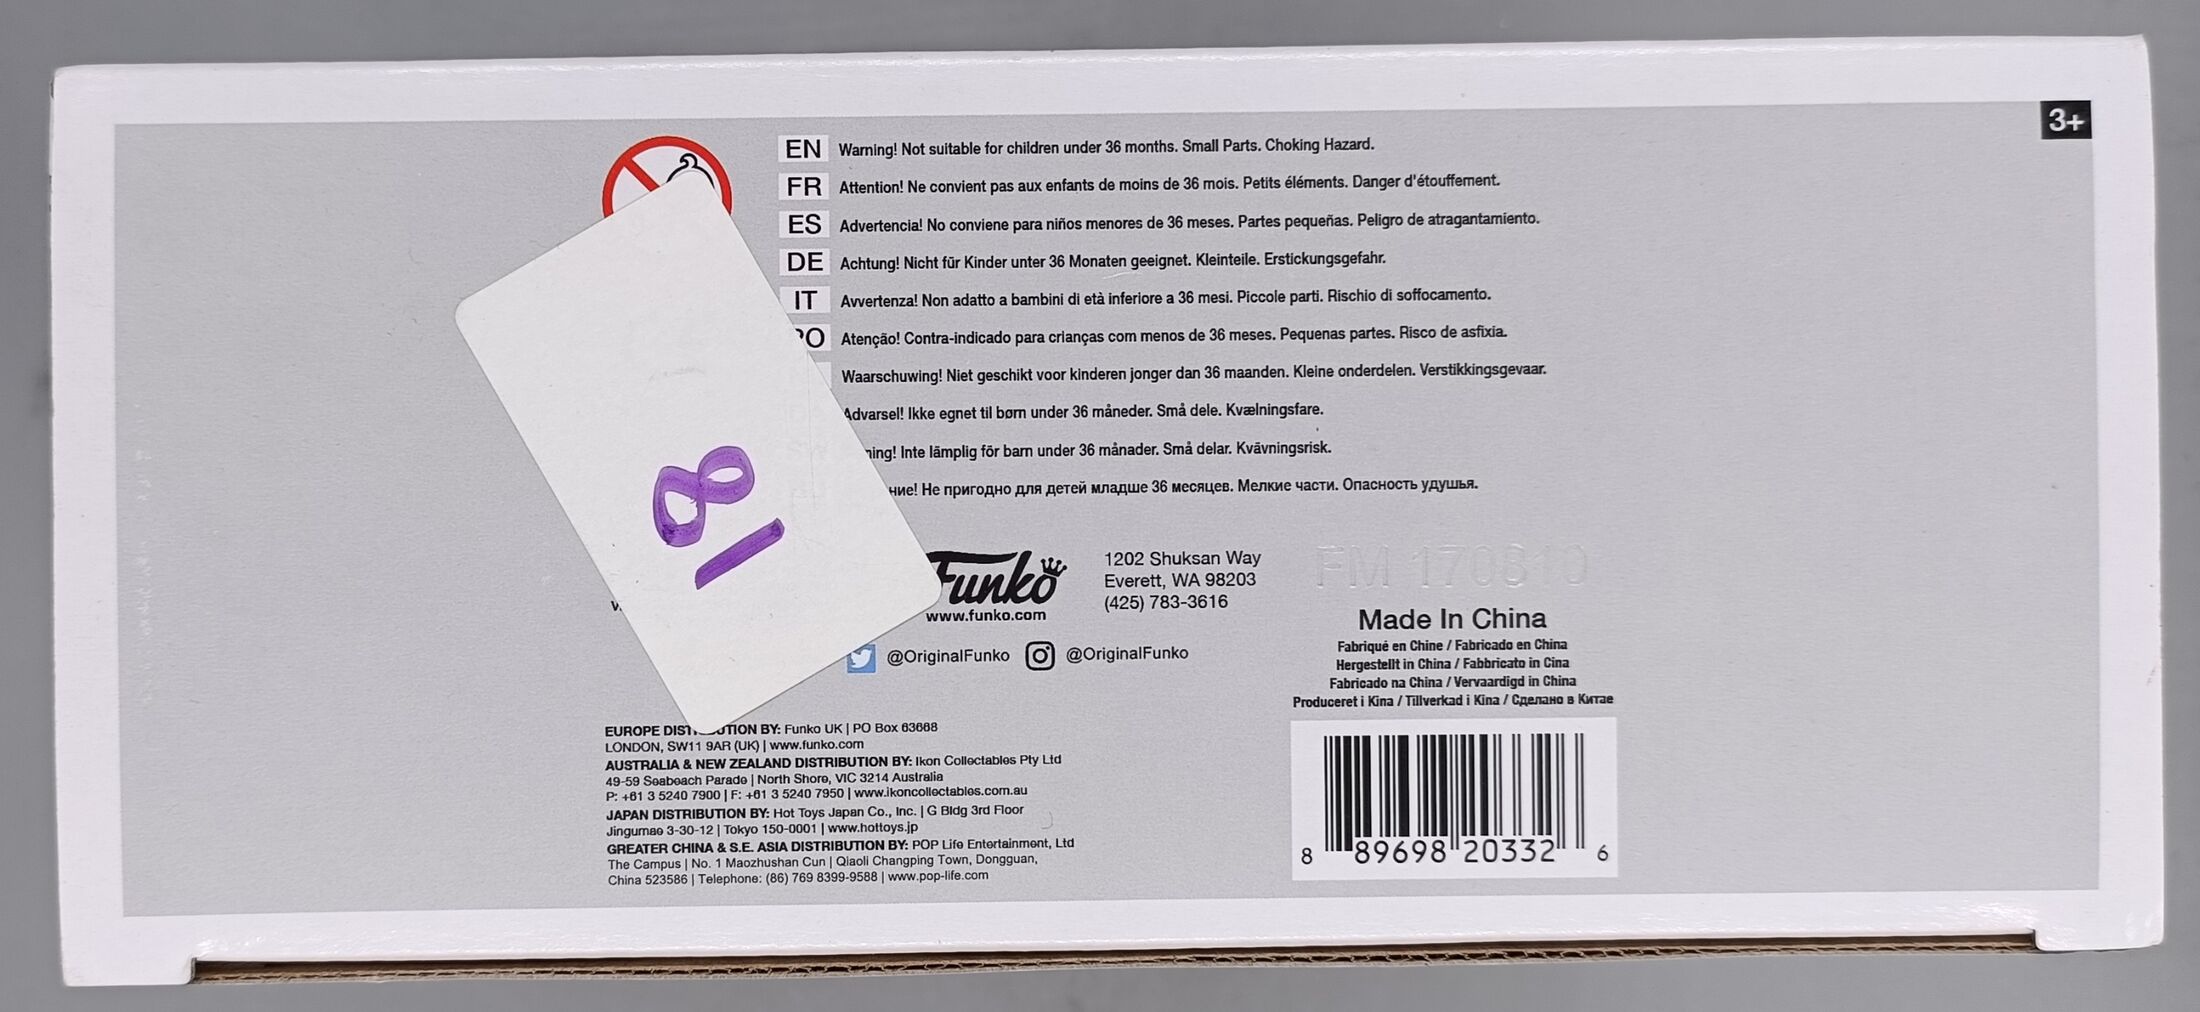 3+
EN Warning! Not suitable for children under 36 months. Small Parts. Choking Hazard.
FR Attention! Ne convient pas aux enfants de moins de 36 mois. Petits éléments. Danger d'étouffement.
ES Advertencia! No conviene para niños menores de 36 meses. Partes pequeñas. Peligro de atragantamiento.
DE Achtung! Nicht für Kinder unter 36 Monaten geeignet. Kleinteile. Erstickungsgefahr.
IT Avvertenza! Non adatto a bambini di età inferiore a 36 mesi. Piccole parti. Rischio di soffocamento.
O Atenção! Contra-indicado para crianças com menos de 36 meses. Pequenas partes. Risco de asfixia.
Waarschuwing! Niet geschikt voor kinderen jonger dan 36 maanden. Kleine onderdelen. Verstikkingsgevaar.
Advarsel! Ikke egnet til børn under 36 måneder. Små dele. Kvælningsfare.
ning! Inte lämplig för barn under 36 månader. Små delar. Kvävningsrisk.
ние! Не пригодно для детей младше 36 месяцев. Мелкие части. Опасность удушья.
18
Funko
www.funko.com
1202 Shuksan Way
Everett, WA 98203
(425) 783-3616
@OriginalFunko @OriginalFunko
FM 170810
Made In China
Fabriqué en Chine / Fabricado en China
Hergestellt in China / Fabbricato in Cina
Fabricado na China / Vervaardigd in China
Produceret i Kina / Tillverkad i Kina / Сделано в Китае
EUROPE DIST UTION BY: Funko UK | PO Box 63668
LONDON, SW11 9AR (UK) | www.funko.com
AUSTRALIA & NEW ZEALAND DISTRIBUTION BY: Ikon Collectables Pty Ltd
49-59 Seabeach Parade | North Shore, VIC 3214 Australia
P: +61 3 5240 7900 | F: +61 3 5240 7950 | www.ikoncollectables.com.au
JAPAN DISTRIBUTION BY: Hot Toys Japan Co., Inc. | G Bldg 3rd Floor
Jingumae 3-30-12 | Tokyo 150-0001 | www.hottoys.jp
GREATER CHINA & S.E. ASIA DISTRIBUTION BY: POP Life Entertainment, Ltd
The Campus | No. 1 Maozhushan Cun | Qiaoli Changping Town, Dongguan,
China 523586 | Telephone: (86) 769 8399-9588 | www.pop-life.com
8 89698 20332 6